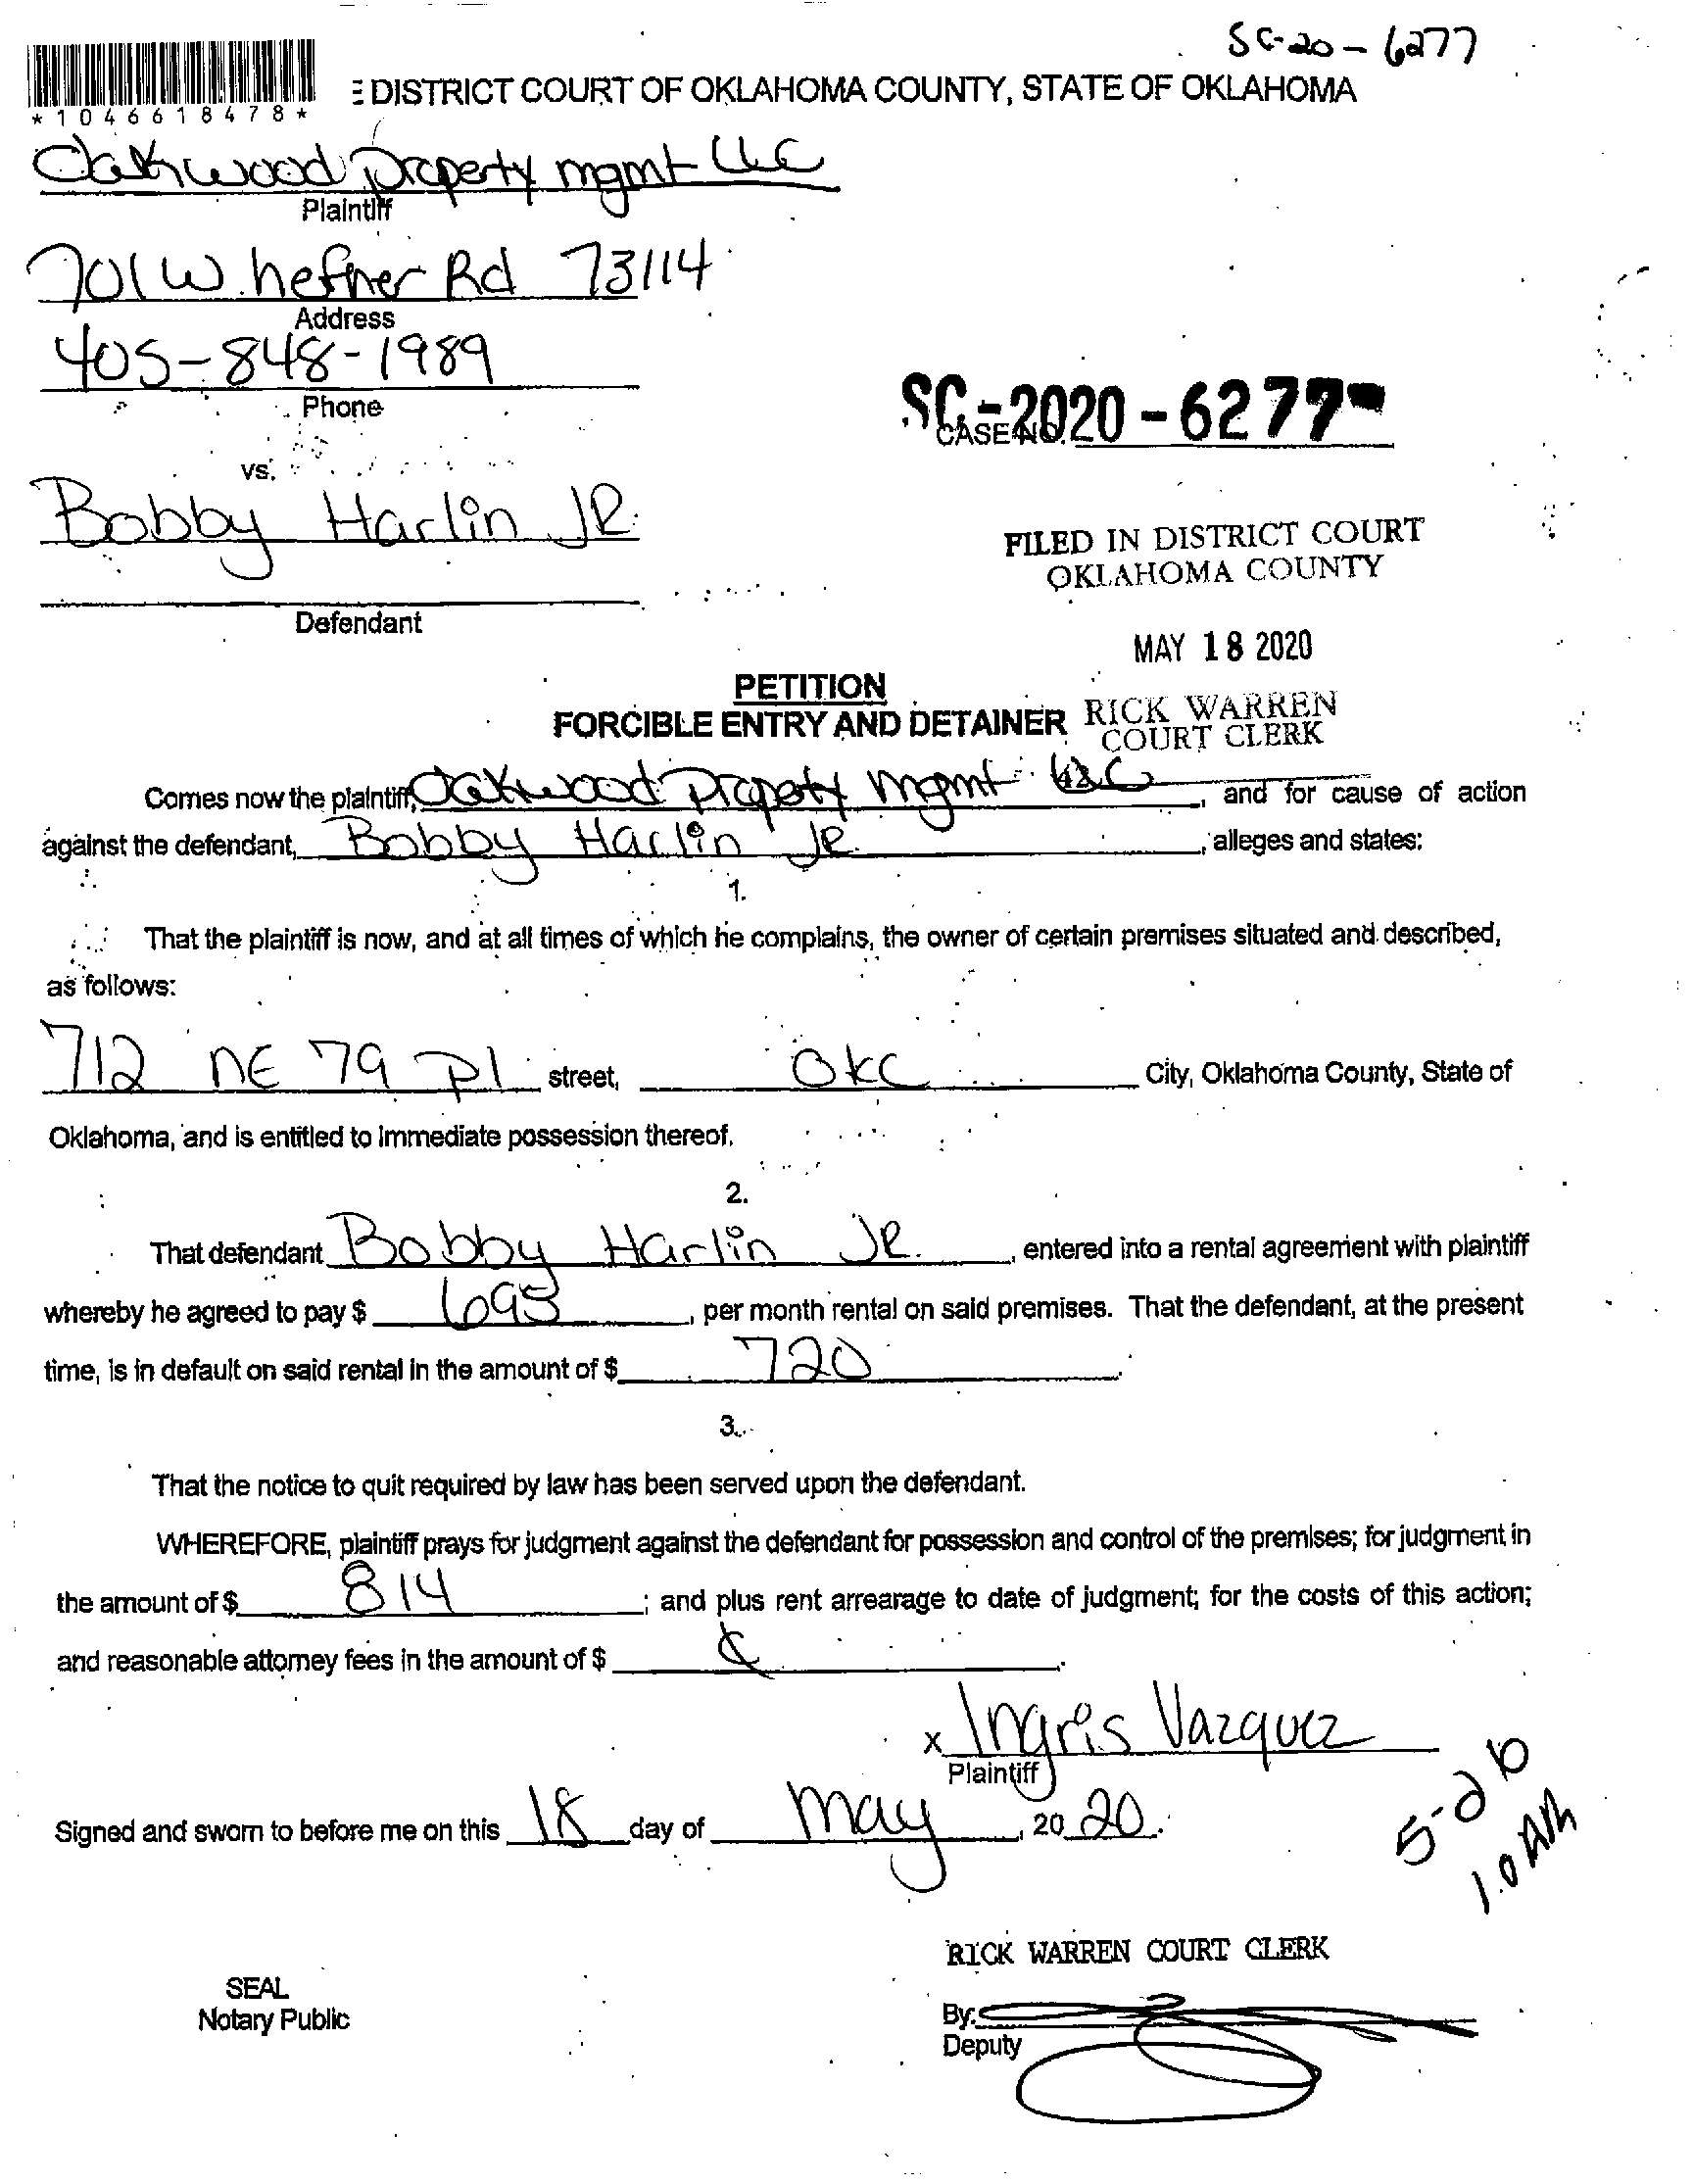 SC-20-6277
*1046618478*
E DISTRICT COURT OF OKLAHOMA COUNTY, STATE OF OKLAHOMA
Oakwood Property mgmt LLC
Plaintiff
701 W. hefner Rd 73114
Address
405-848-1989
Phone
SC-2020-6277
CASE NO.
vs.
Bobby Harlin JR.
FILED IN DISTRICT COURT
OKLAHOMA COUNTY
Defendant
MAY 18 2020
PETITION
FORCIBLE ENTRY AND DETAINER
RICK WARREN
COURT CLERK
Comes now the plaintiff, Oakwood Property Mgmt LLC, and for cause of action
against the defendant, Bobby Harlin JR., alleges and states:
1.
That the plaintiff is now, and at all times of which he complains, the owner of certain premises situated and described,
as follows:
712 NE 79 Pl street, OKC City, Oklahoma County, State of
Oklahoma, and is entitled to immediate possession thereof.
2.
That defendant Bobby Harlin JR., entered into a rental agreement with plaintiff
whereby he agreed to pay $ 695, per month rental on said premises. That the defendant, at the present
time, is in default on said rental in the amount of $ 720.
3.
That the notice to quit required by law has been served upon the defendant.
WHEREFORE, plaintiff prays for judgment against the defendant for possession and control of the premises; for judgment in
the amount of $ 814; and plus rent arrearage to date of judgment; for the costs of this action;
and reasonable attorney fees in the amount of $
x Ingris Vazquez
Plaintiff
Signed and sworn to before me on this 18 day of May, 2020.
5-26
10 AM
RICK WARREN COURT CLERK
SEAL
Notary Public
By:
Deputy